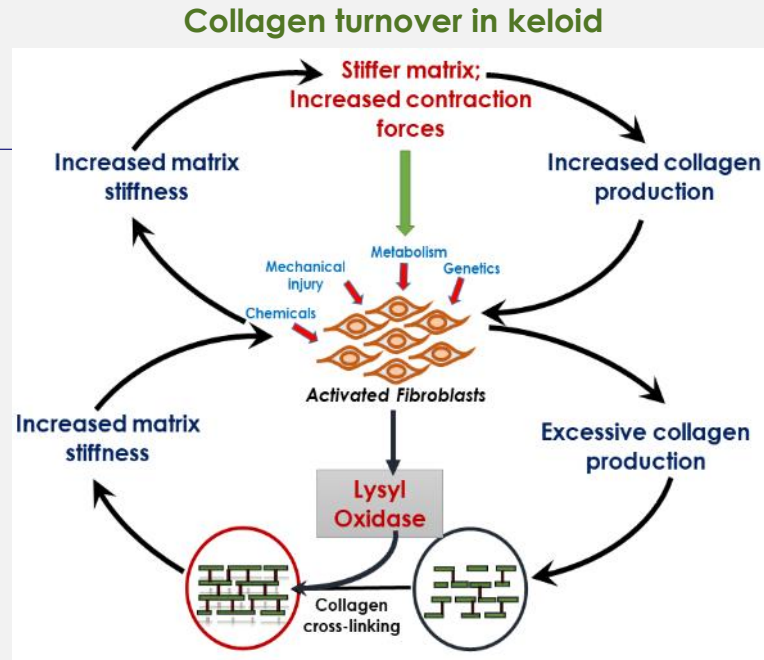 Collagen turnover in keloid
Stiffer matrix;
Increased contraction
forces
Increased matrix
stiffness
Increased collagen
production
Metabolism
Mechanical
injury
Genetics
Chemicals
Activated Fibroblasts
Increased matrix
stiffness
Excessive collagen
production
Lysyl
Oxidase
Collagen
cross-linking